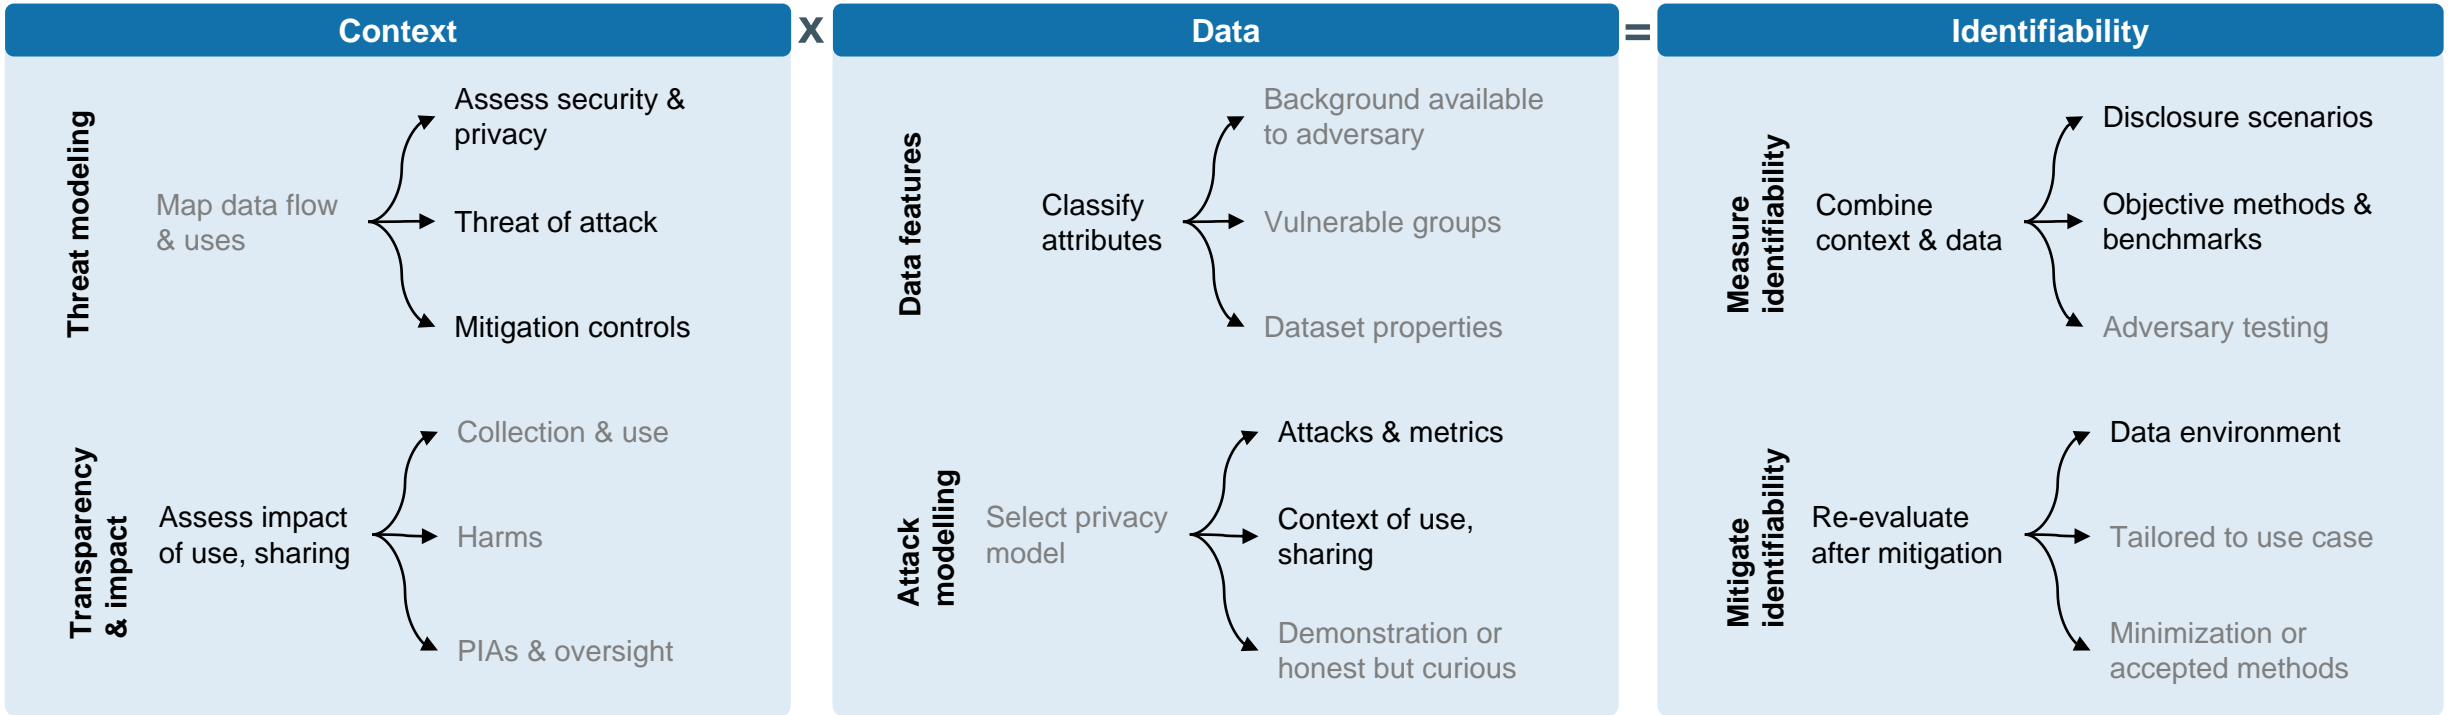 Context
x
Data
=
Identifiability
Threat modeling
Map data flow
& uses
Assess security &
privacy
Threat of attack
Mitigation controls
Transparency
& impact
Assess impact
of use, sharing
Collection & use
Harms
PIAs & oversight
Data features
Classify
attributes
Background available
to adversary
Vulnerable groups
Dataset properties
Attack
modelling
Select privacy
model
Attacks & metrics
Context of use,
sharing
Demonstration or
honest but curious
Measure
identifiability
Combine
context & data
Disclosure scenarios
Objective methods &
benchmarks
Adversary testing
Mitigate
identifiability
Re-evaluate
after mitigation
Data environment
Tailored to use case
Minimization or
accepted methods